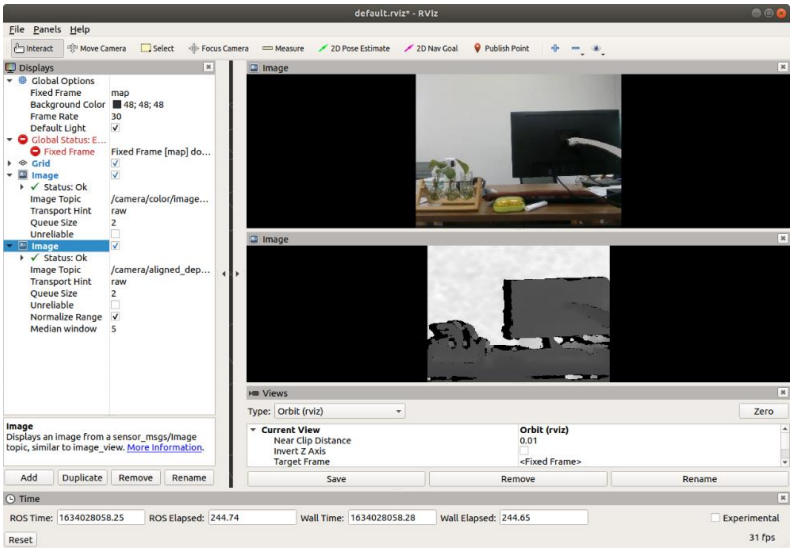 default.rviz* - RViz
File Panels Help
Interact Move Camera Select Focus Camera Measure 2D Pose Estimate 2D Nav Goal Publish Point
Displays
Global Options
Fixed Frame map
Background Color 48; 48; 48
Frame Rate 30
Default Light
Global Status: E...
Fixed Frame Fixed Frame [map] do...
Grid
Image
Status: Ok
Image Topic /camera/color/image...
Transport Hint raw
Queue Size 2
Unreliable
Image
Status: Ok
Image Topic /camera/aligned_dep...
Transport Hint raw
Queue Size 2
Unreliable
Normalize Range
Median window 5
Image
Displays an image from a sensor_msgs/Image
topic, similar to image_view. More Information.
Add Duplicate Remove Rename
Image
Image
Views
Type: Orbit (rviz) Zero
Current View Orbit (rviz)
Near Clip Distance 0.01
Invert Z Axis
Target Frame <Fixed Frame>
Save Remove Rename
Time
ROS Time: 1634028058.25 ROS Elapsed: 244.74 Wall Time: 1634028058.28 Wall Elapsed: 244.65 Experimental
Reset 31 fps